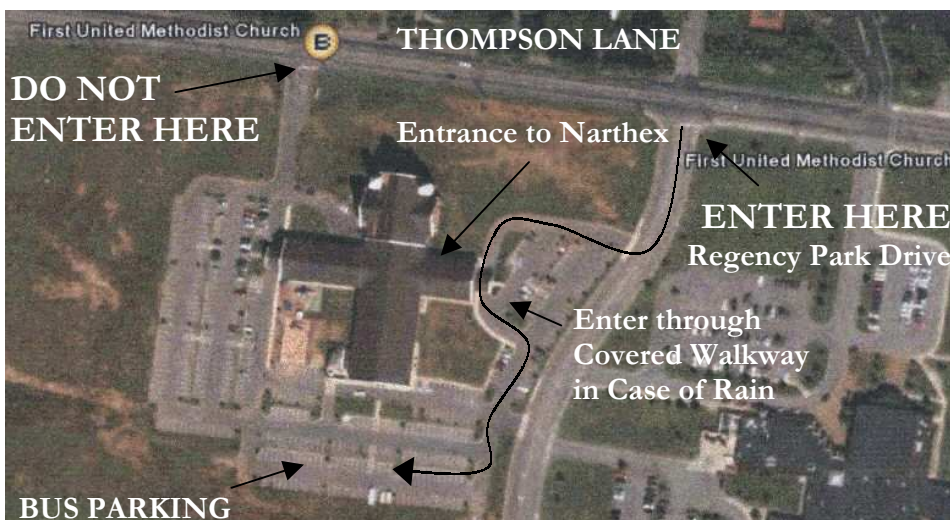 First United Methodist Church
B
THOMPSON LANE
DO NOT
ENTER HERE
Entrance to Narthex
First United Methodist Church
ENTER HERE
Regency Park Drive
Enter through
Covered Walkway
in Case of Rain
BUS PARKING